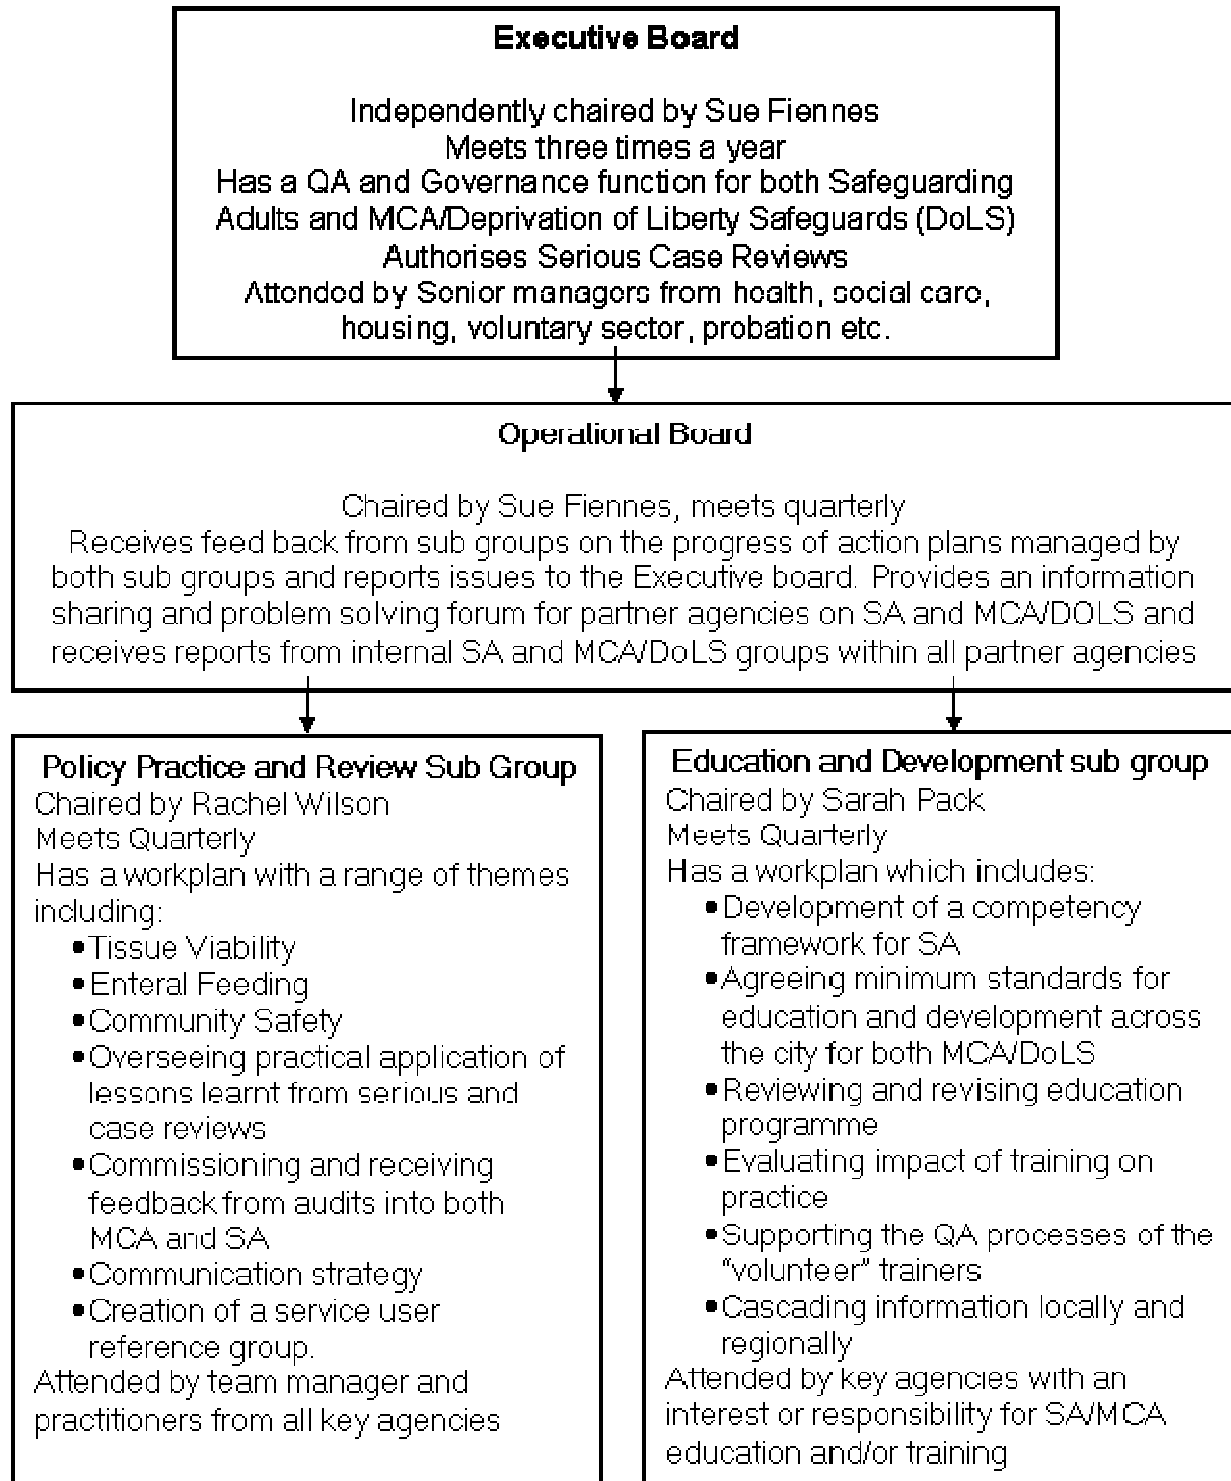 Executive Board
Independently chaired by Sue Fiennes
Meets three times a year
Has a QA and Governance function for both Safeguarding
Adults and MCA/Deprivation of Liberty Safeguards (DoLS)
Authorises Serious Case Reviews
Attended by Senior managers from health, social care,
housing, voluntary sector, probation etc.
Operational Board
Chaired by Sue Fiennes, meets quarterly
Receives feed back from sub groups on the progress of action plans managed by
both sub groups and reports issues to the Executive board. Provides an information
sharing and problem solving forum for partner agencies on SA and MCA/DOLS and
receives reports from internal SA and MCA/DoLS groups within all partner agencies
Policy Practice and Review Sub Group
Chaired by Rachel Wilson
Meets Quarterly
Has a workplan with a range of themes
including:
•Tissue Viability
•Enteral Feeding
•Community Safety
•Overseeing practical application of
lessons learnt from serious and
case reviews
•Commissioning and receiving
feedback from audits into both
MCA and SA
•Communication strategy
•Creation of a service user
reference group.
Attended by team manager and
practitioners from all key agencies
Education and Development sub group
Chaired by Sarah Pack
Meets Quarterly
Has a workplan which includes:
•Development of a competency
framework for SA
•Agreeing minimum standards for
education and development across
the city for both MCA/DoLS
•Reviewing and revising education
programme
•Evaluating impact of training on
practice
•Supporting the QA processes of the
"volunteer" trainers
•Cascading information locally and
regionally
Attended by key agencies with an
interest or responsibility for SA/MCA
education and/or training